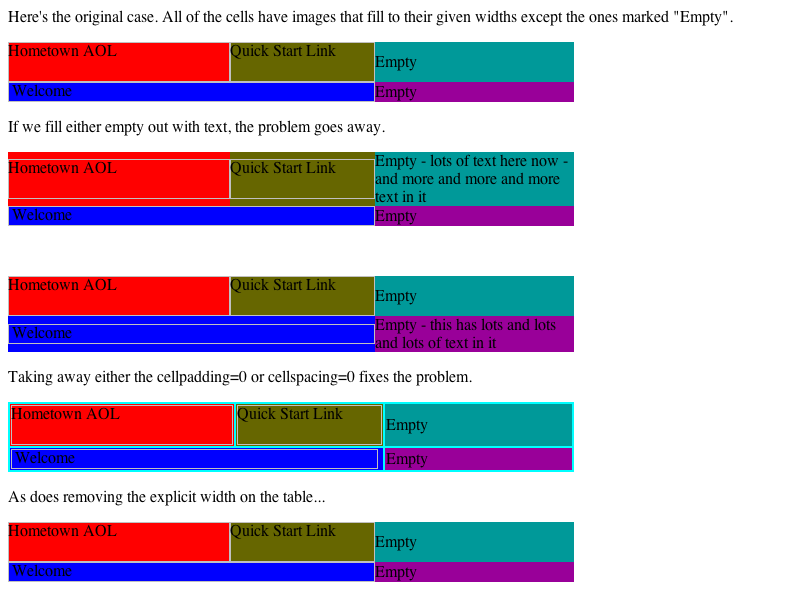 Here's the original case. All of the cells have images that fill to their given widths except the ones marked "Empty".
Hometown AOL Quick Start Link Empty
Welcome Empty
If we fill either empty out with text, the problem goes away.
Hometown AOL Quick Start Link Empty - lots of text here now -
and more and more and more
text in it
Welcome Empty
Hometown AOL Quick Start Link Empty
Welcome Empty - this has lots and lots
and lots of text in it
Taking away either the cellpadding=0 or cellspacing=0 fixes the problem.
Hometown AOL Quick Start Link Empty
Welcome Empty
As does removing the explicit width on the table...
Hometown AOL Quick Start Link Empty
Welcome Empty